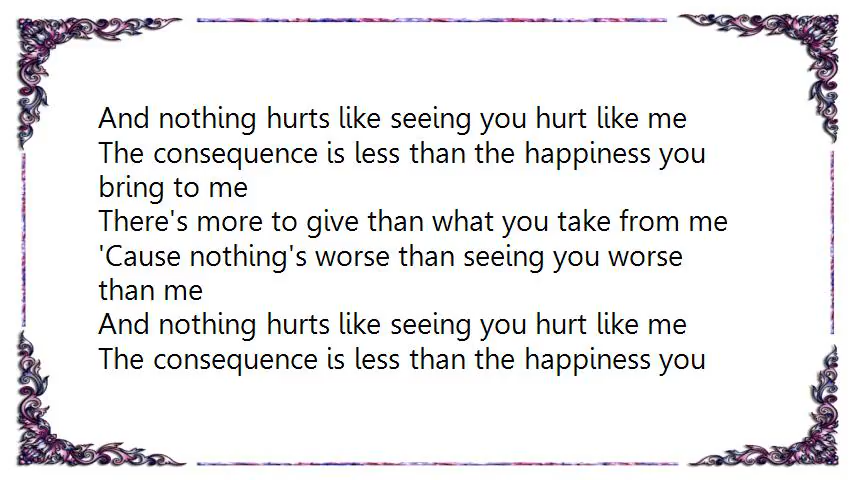 And nothing hurts like seeing you hurt like me
The consequence is less than the happiness you
bring to me
There's more to give than what you take from me
'Cause nothing's worse than seeing you worse
than me
And nothing hurts like seeing you hurt like me
The consequence is less than the happiness you